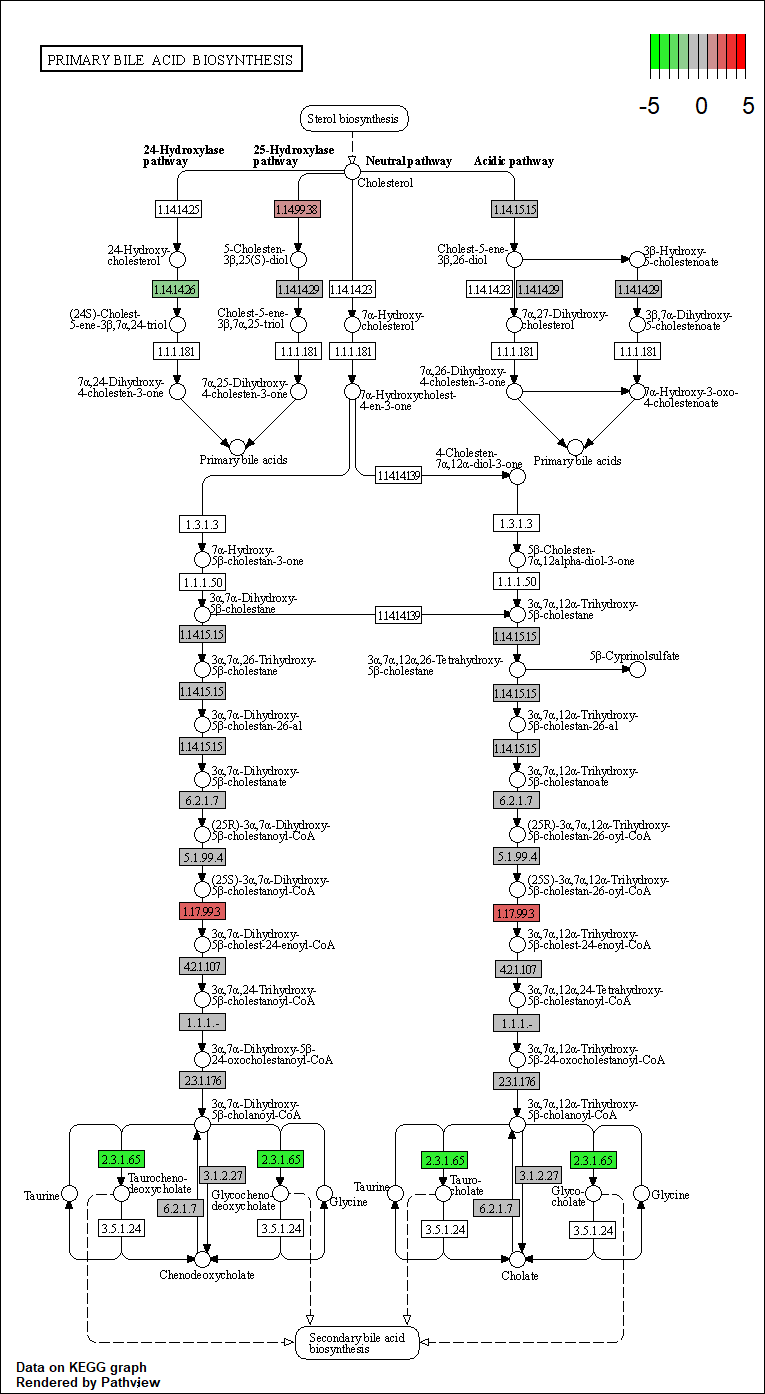 PRIMARY BILE ACID BIOSYNTHESIS
-5 0 5
Sterol biosynthesis
24-Hydroxylase
pathway
25-Hydroxylase
pathway
Neutral pathway
Acidic pathway
Cholesterol
1.14.14.25
1.14.99.38
1.14.15.15
24-Hydroxy-
cholesterol
5-Cholesten-
3β,25(S)-diol
Cholest-5-ene-
3β,26-diol
3β-Hydroxy-
5-cholestenoate
1.14.14.26
1.14.14.29
1.14.14.23
1.14.14.23
1.14.14.29
1.14.14.29
(24S)-Cholest-
5-ene-3β,7α,24-triol
Cholest-5-ene-
3β,7α,25-triol
7α-Hydroxy-
cholesterol
7α,27-Dihydroxy-
cholesterol
3β,7α-Dihydroxy-
5-cholestenoate
1.1.1.181
1.1.1.181
1.1.1.181
1.1.1.181
1.1.1.181
7α,24-Dihydroxy-
4-cholesten-3-one
7α,25-Dihydroxy-
4-cholesten-3-one
7α-Hydroxycholest-
4-en-3-one
7α,26-Dihydroxy-
4-cholesten-3-one
7α-Hydroxy-3-oxo-
4-cholestenoate
Primary bile acids
Primary bile acids
4-Cholesten-
7α,12α-diol-3-one
1.14.14.139
1.3.1.3
1.3.1.3
7α-Hydroxy-
5β-cholestan-3-one
5β-Cholesten-
7α,12alpha-diol-3-one
1.1.1.50
1.1.1.50
3α,7α-Dihydroxy-
5β-cholestane
1.14.14.139
3α,7α,12α-Trihydroxy-
5β-cholestane
1.14.15.15
1.14.15.15
3α,7α,26-Trihydroxy-
5β-cholestane
3α,7α,12α,26-Tetrahydroxy-
5β-cholestane
5β-Cyprinolsulfate
1.14.15.15
1.14.15.15
3α,7α-Dihydroxy-
5β-cholestan-26-al
3α,7α,12α-Trihydroxy-
5β-cholestan-26-al
1.14.15.15
1.14.15.15
3α,7α-Dihydroxy-
5β-cholestanate
3α,7α,12α-Trihydroxy-
5β-cholestanoate
6.2.1.7
6.2.1.7
(25R)-3α,7α-Dihydroxy-
5β-cholestanoyl-CoA
(25R)-3α,7α,12α-Trihydroxy-
5β-cholestan-26-oyl-CoA
5.1.99.4
5.1.99.4
(25S)-3α,7α-Dihydroxy-
5β-cholestanoyl-CoA
(25S)-3α,7α,12α-Trihydroxy-
5β-cholestan-26-oyl-CoA
1.17.99.3
1.17.99.3
3α,7α-Dihydroxy-
5β-cholest-24-enoyl-CoA
3α,7α,12α-Trihydroxy-
5β-cholest-24-enoyl-CoA
4.2.1.107
4.2.1.107
3α,7α,24-Trihydroxy-
5β-cholestanoyl-CoA
3α,7α,12α,24-Tetrahydroxy-
5β-cholestanoyl-CoA
1.1.1.-
1.1.1.-
3α,7α-Dihydroxy-5β-
24-oxocholestanoyl-CoA
3α,7α,12α-Trihydroxy-
5β-24-oxocholestanoyl-CoA
2.3.1.176
2.3.1.176
3α,7α-Dihydroxy-
5β-cholanoyl-CoA
3α,7α,12α-Trihydroxy-
5β-cholanoyl-CoA
2.3.1.65
2.3.1.65
2.3.1.65
2.3.1.65
3.1.2.27
3.1.2.27
Taurine
Taurocheno-
deoxycholate
Glycocheno-
deoxycholate
Glycine
Taurine
Tauro-
cholate
Glyco-
cholate
Glycine
6.2.1.7
6.2.1.7
3.5.1.24
3.5.1.24
3.5.1.24
3.5.1.24
Chenodeoxycholate
Cholate
Secondary bile acid
biosynthesis
Data on KEGG graph
Rendered by Pathview